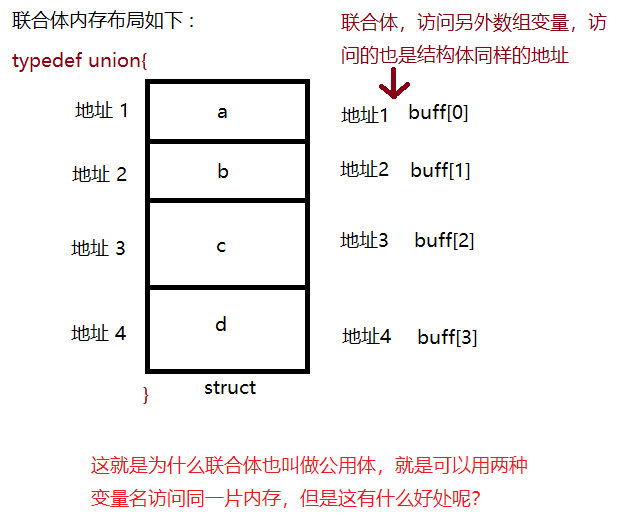 联合体内存布局如下：
typedef union{
联合体，访问另外数组变量，访
问的也是结构体同样的地址
地址 1 a 地址1 buff[0]
地址 2 b 地址2 buff[1]
地址 3 c 地址3 buff[2]
地址 4 d 地址4 buff[3]
} struct
这就是为什么联合体也叫做公用体，就是可以用两种
变量名访问同一片内存，但是这有什么好处呢？